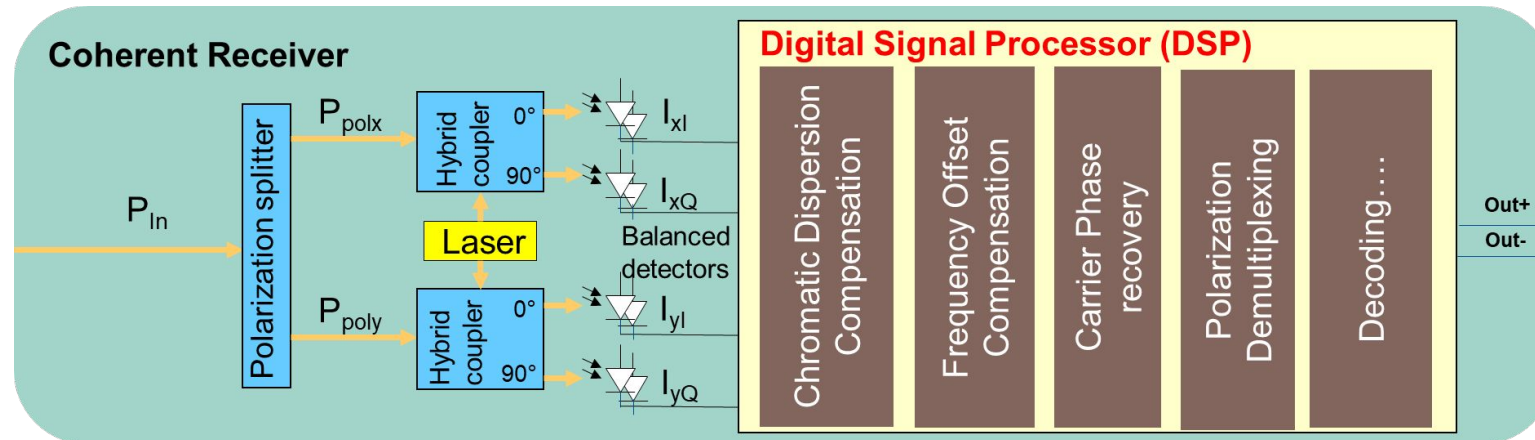 Coherent Receiver
P_In
Polarization splitter
P_polx
P_poly
Hybrid
coupler
0°
90°
Laser
Hybrid
coupler
0°
90°
I_xI
I_xQ
Balanced
detectors
I_yI
I_yQ
Digital Signal Processor (DSP)
Chromatic Dispersion
Compensation
Frequency Offset
Compensation
Carrier Phase
recovery
Polarization
Demultiplexing
Decoding....
Out+
Out-